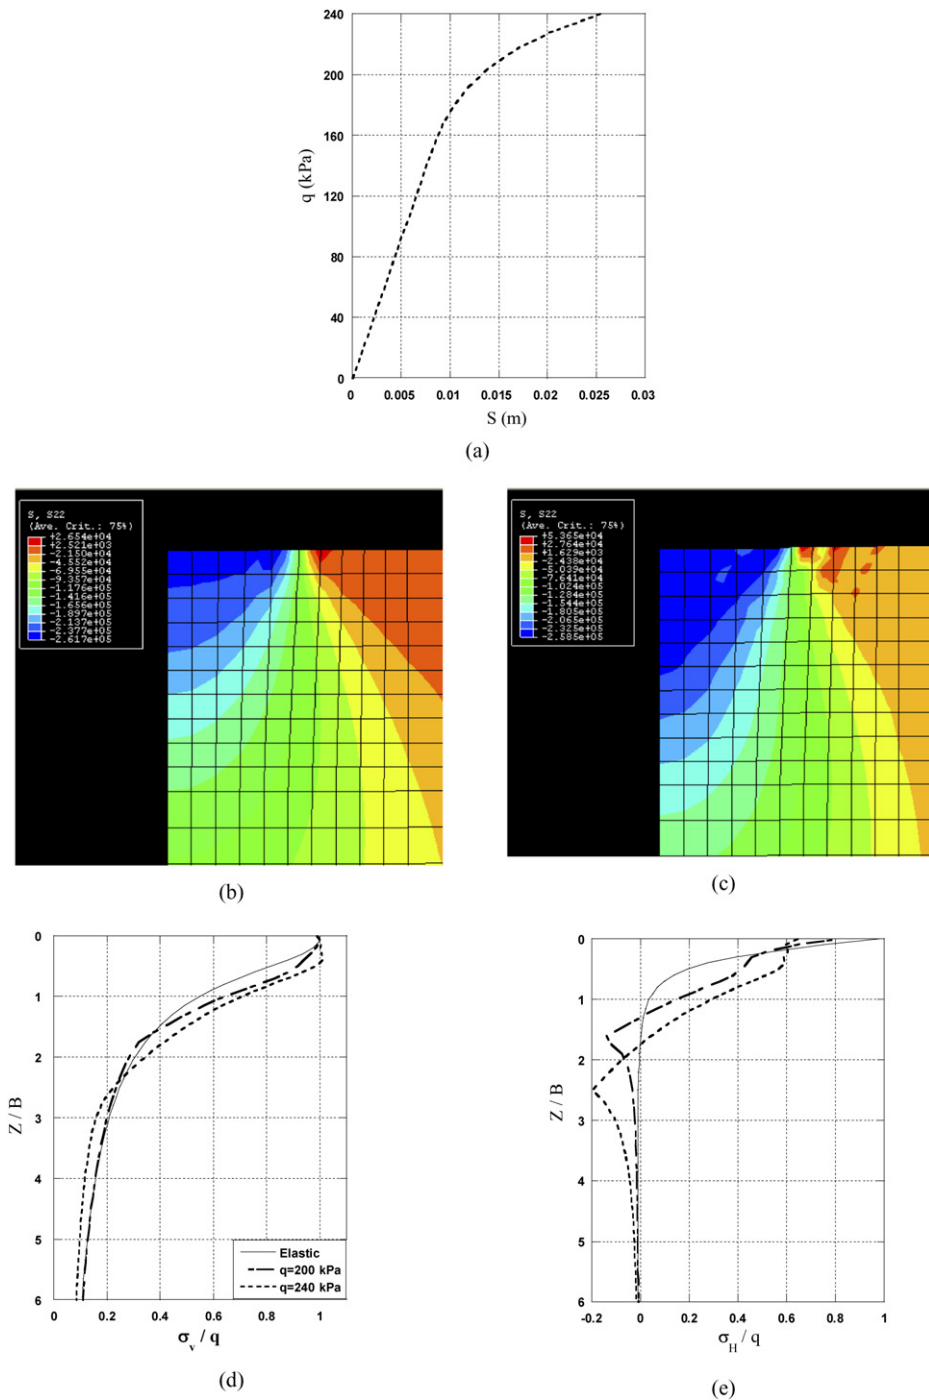 240
200
160
120
80
40
0
q (kPa)
0 0.005 0.01 0.015 0.02 0.025 0.03
S (m)
(a)
S, S22
(Ave. Crit.: 75%)
+2.654e+04
+2.521e+03
-2.150e+04
-4.552e+04
-6.955e+04
-9.357e+04
-1.176e+05
-1.416e+05
-1.656e+05
-1.897e+05
-2.137e+05
-2.377e+05
-2.617e+05
(b)
S, S22
(Ave. Crit.: 75%)
+5.365e+04
+2.764e+04
+1.629e+03
-2.438e+04
-5.039e+04
-7.641e+04
-1.024e+05
-1.284e+05
-1.544e+05
-1.805e+05
-2.065e+05
-2.325e+05
-2.585e+05
(c)
0
1
2
3
4
5
6
Z / B
Elastic
q=200 kPa
q=240 kPa
0 0.2 0.4 0.6 0.8 1
σv / q
(d)
0
1
2
3
4
5
6
Z / B
-0.2 0 0.2 0.4 0.6 0.8 1
σH / q
(e)